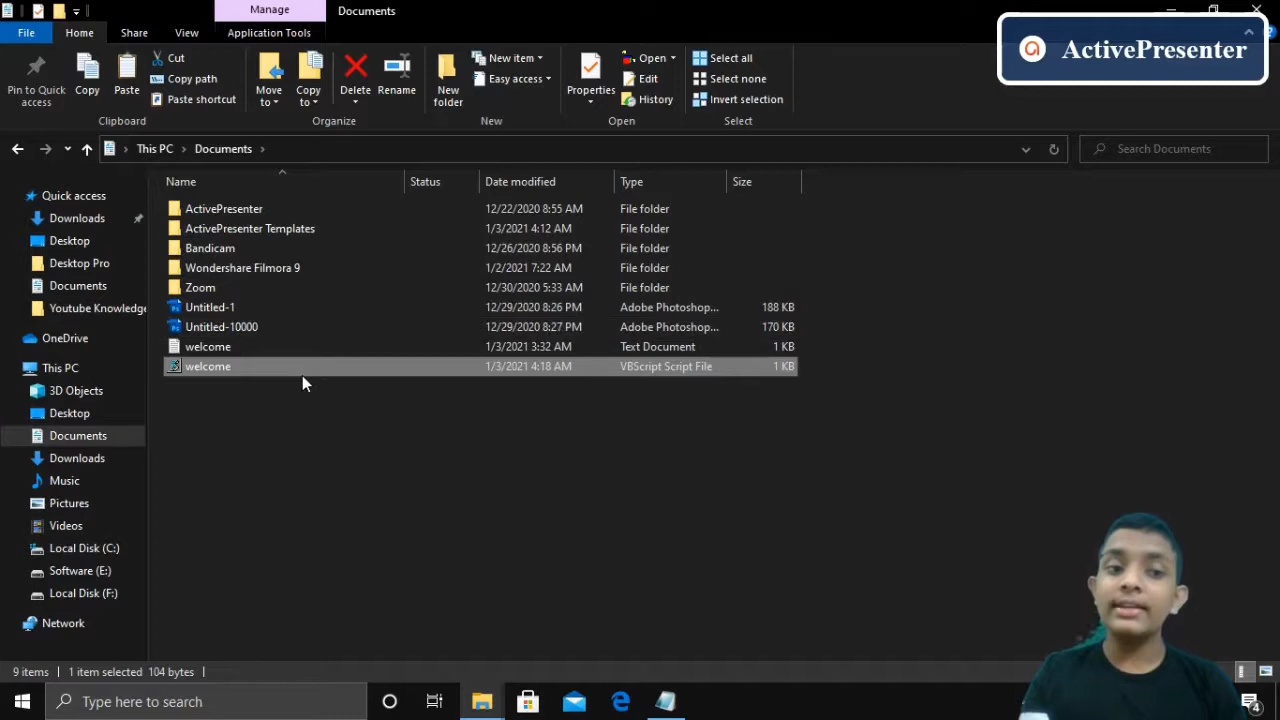 Manage
Documents
File
Home
Share
View
Application Tools
ActivePresenter
Pin to Quick access
Copy
Paste
Cut
Copy path
Paste shortcut
Clipboard
Move to
Copy to
Delete
Rename
Organize
New folder
New item
Easy access
New
Properties
Open
Edit
History
Open
Select all
Select none
Invert selection
Select
This PC > Documents >
Search Documents
Name Status Date modified Type Size
ActivePresenter 12/22/2020 8:55 AM File folder
ActivePresenter Templates 1/3/2021 4:12 AM File folder
Bandicam 12/26/2020 8:56 PM File folder
Wondershare Filmora 9 1/2/2021 7:22 AM File folder
Zoom 12/30/2020 5:33 AM File folder
Untitled-1 12/29/2020 8:26 PM Adobe Photoshop... 188 KB
Untitled-10000 12/29/2020 8:27 PM Adobe Photoshop... 170 KB
welcome 1/3/2021 3:32 AM Text Document 1 KB
welcome 1/3/2021 4:18 AM VBScript Script File 1 KB
Quick access
Downloads
Desktop
Desktop Pro
Documents
Youtube Knowledge
OneDrive
This PC
3D Objects
Desktop
Documents
Downloads
Music
Pictures
Videos
Local Disk (C:)
Software (E:)
Local Disk (F:)
Network
9 items 1 item selected 104 bytes
Type here to search
4